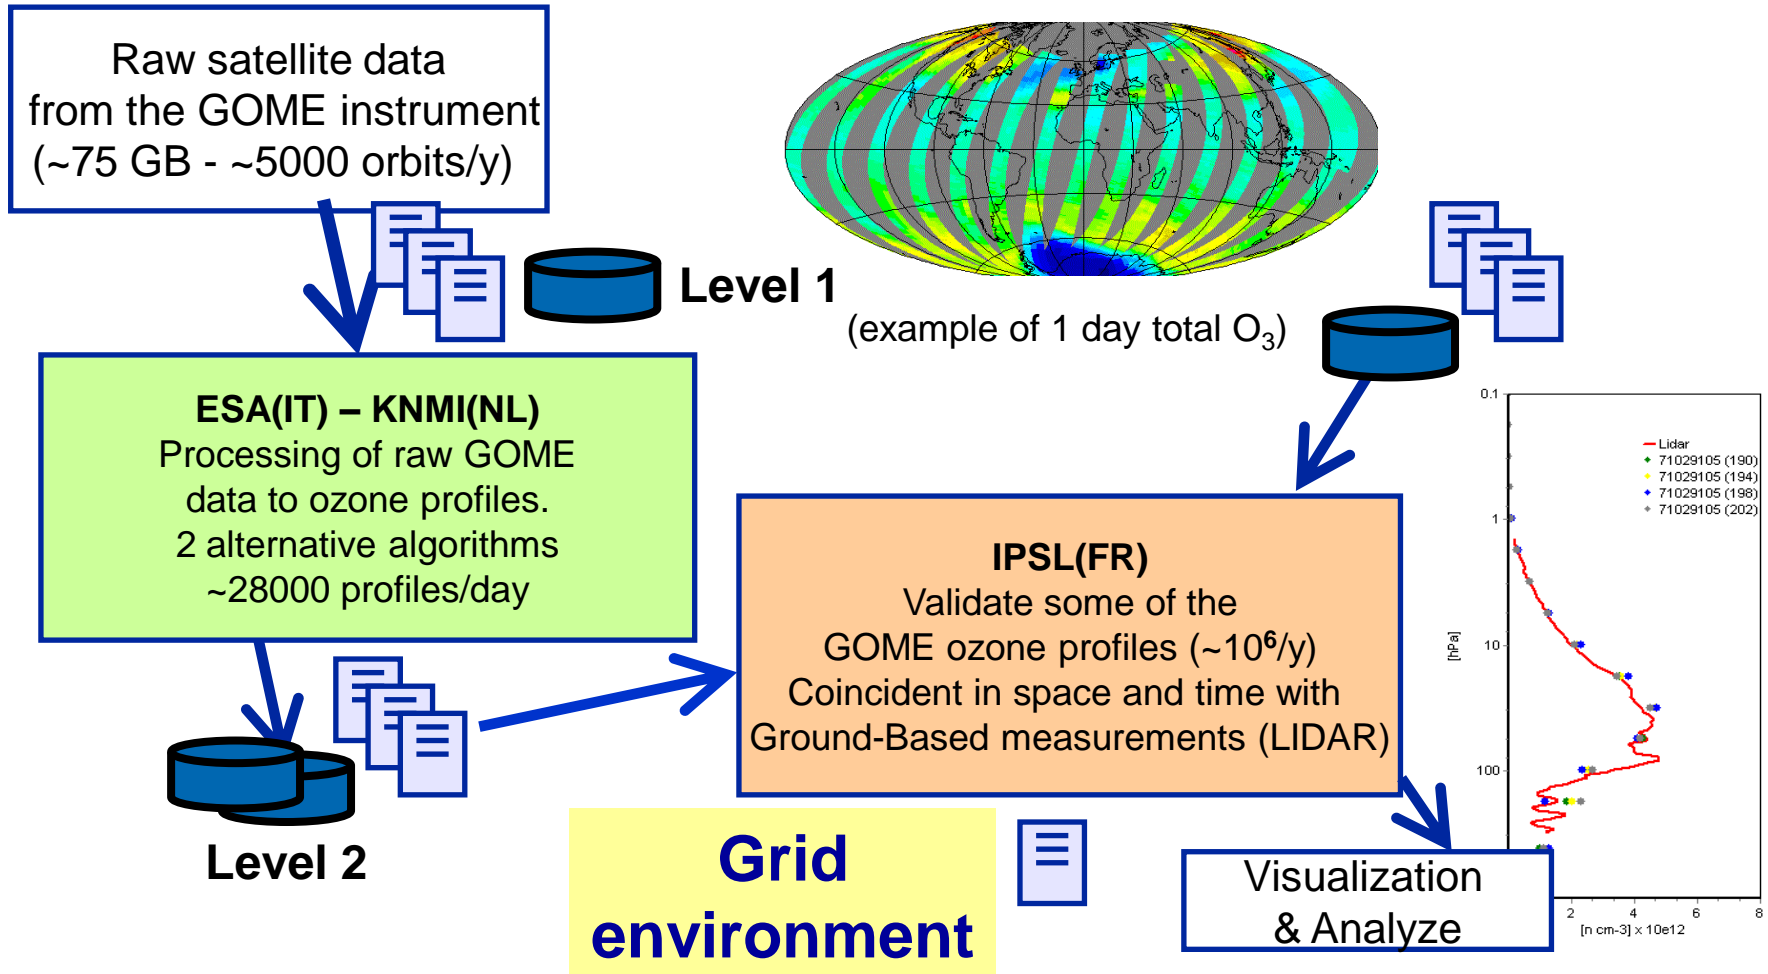 Raw satellite data
from the GOME instrument
(~75 GB - ~5000 orbits/y)
Level 1
(example of 1 day total O₃)
ESA(IT) – KNMI(NL)
Processing of raw GOME
data to ozone profiles.
2 alternative algorithms
~28000 profiles/day
Level 2
IPSL(FR)
Validate some of the
GOME ozone profiles (~10⁶/y)
Coincident in space and time with
Ground-Based measurements (LIDAR)
Grid
environment
Visualization
& Analyze
0.1
1
10
100
[hPa]
Lidar
71029105 (190)
71029105 (194)
71029105 (198)
71029105 (202)
2 4 6 8
[n cm-3] x 10e12